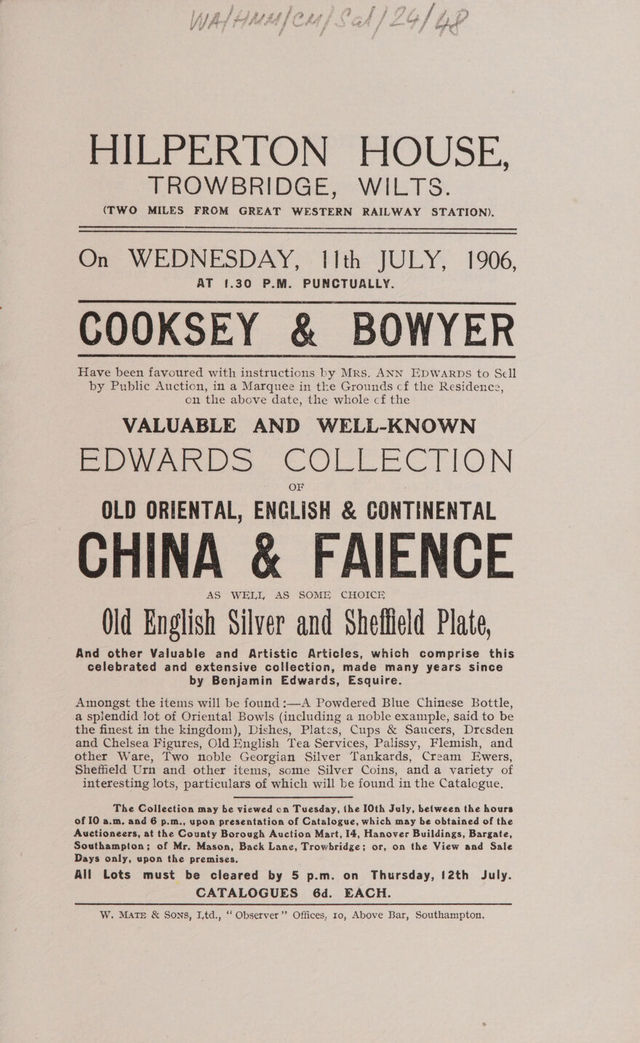 WA/HMM/CM/Sal/24/48
HILPERTON HOUSE,
TROWBRIDGE, WILTS.
(TWO MILES FROM GREAT WESTERN RAILWAY STATION).
On WEDNESDAY, 11th JULY, 1906,
AT 1.30 P.M. PUNCTUALLY.
COOKSEY & BOWYER
Have been favoured with instructions by MRS. ANN EDWARDS to Sell
by Public Auction, in a Marquee in the Grounds of the Residence,
on the above date, the whole of the
VALUABLE AND WELL-KNOWN
EDWARDS COLLECTION
OF
OLD ORIENTAL, ENGLISH & CONTINENTAL
CHINA & FAIENCE
AS WELL AS SOME CHOICE
Old English Silver and Sheffield Plate,
And other Valuable and Artistic Articles, which comprise this
celebrated and extensive collection, made many years since
by Benjamin Edwards, Esquire.
Amongst the items will be found:—A Powdered Blue Chinese Bottle,
a splendid lot of Oriental Bowls (including a noble example, said to be
the finest in the kingdom), Dishes, Plates, Cups & Saucers, Dresden
and Chelsea Figures, Old English Tea Services, Palissy, Flemish, and
other Ware, Two noble Georgian Silver Tankards, Cream Ewers,
Sheffield Urn and other items, some Silver Coins, and a variety of
interesting lots, particulars of which will be found in the Catalogue.
The Collection may be viewed on Tuesday, the 10th July, between the hours
of 10 a.m. and 6 p.m., upon presentation of Catalogue, which may be obtained of the
Auctioneers, at the County Borough Auction Mart, 14, Hanover Buildings, Bargate,
Southampton; of Mr. Mason, Back Lane, Trowbridge; or, on the View and Sale
Days only, upon the premises.
All Lots must be cleared by 5 p.m. on Thursday, 12th July.
CATALOGUES 6d. EACH.
W. MATE & SONS, Ltd., "Observer" Offices, 10, Above Bar, Southampton.